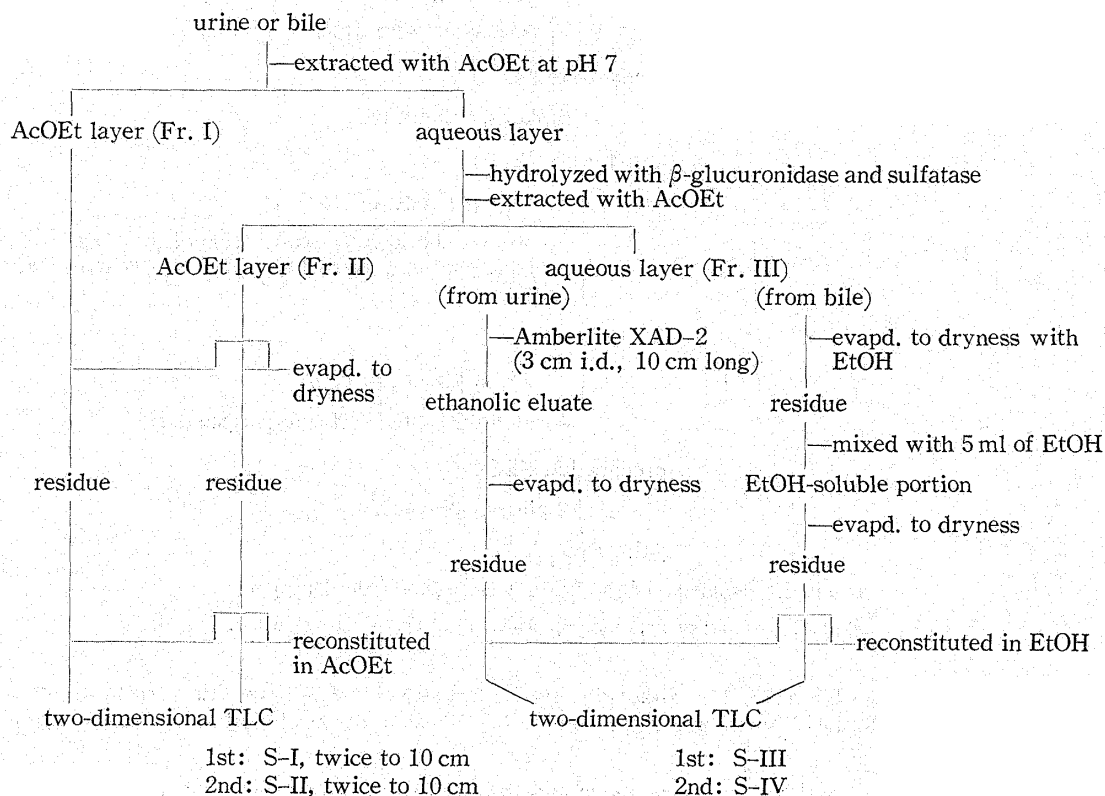 urine or bile
—extracted with AcOEt at pH 7
AcOEt layer (Fr. I)
aqueous layer
—hydrolyzed with β-glucuronidase and sulfatase
—extracted with AcOEt
AcOEt layer (Fr. II)
aqueous layer (Fr. III)
(from urine)
(from bile)
—Amberlite XAD-2
(3 cm i.d., 10 cm long)
—evapd. to dryness with
EtOH
—evapd. to
dryness
ethanolic eluate
residue
—mixed with 5 ml of EtOH
residue
residue
—evapd. to dryness
EtOH-soluble portion
—evapd. to dryness
residue
residue
—reconstituted
in AcOEt
—reconstituted in EtOH
two-dimensional TLC
two-dimensional TLC
1st: S-I, twice to 10 cm
2nd: S-II, twice to 10 cm
1st: S-III
2nd: S-IV